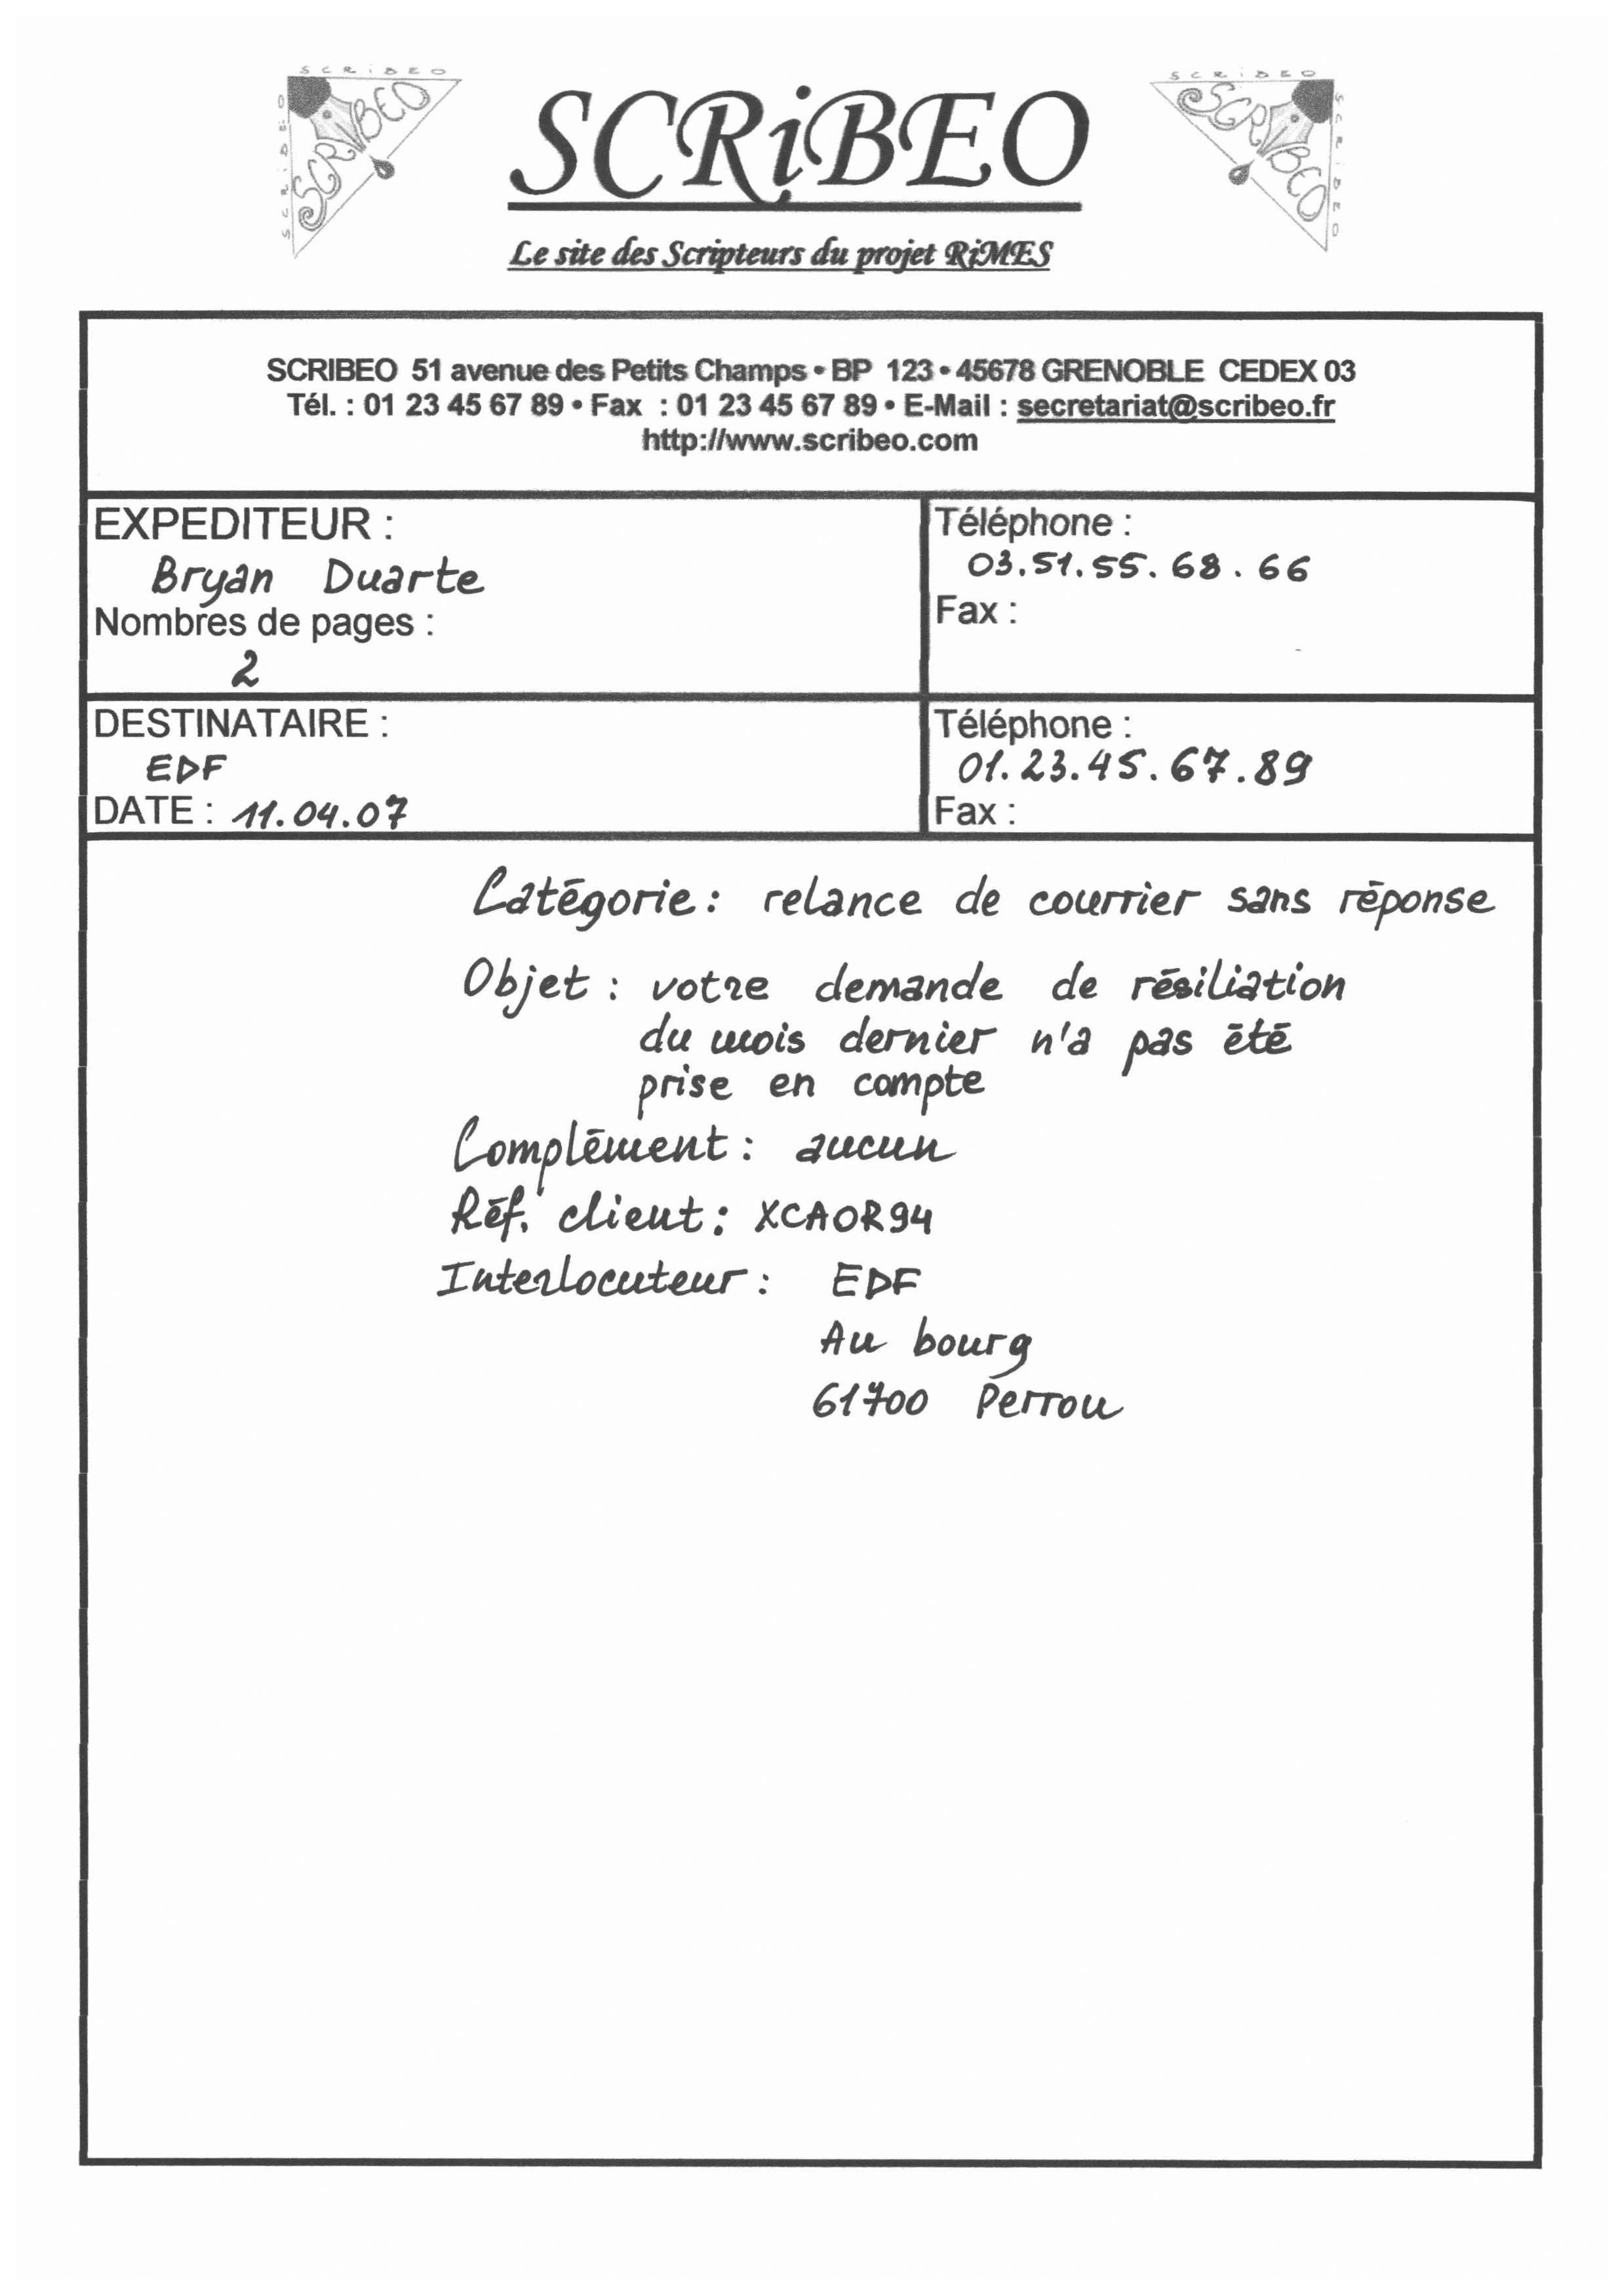 SCRiBEO
SCRiBEO
SCRiBEO
SCRiBEO
Le site des Scripteurs du projet RiMES
SCRiBEO
SCRiBEO
SCRiBEO
SCRIBEO 51 avenue des Petits Champs • BP 123 • 45678 GRENOBLE CEDEX 03
Tél. : 01 23 45 67 89 • Fax : 01 23 45 67 89 • E-Mail : secretariat@scribeo.fr
http://www.scribeo.com
EXPEDITEUR :
Bryan Duarte
Nombres de pages :
2
Téléphone :
03.51.55.68.66
Fax :
DESTINATAIRE :
EDF
DATE : 11.04.07
Téléphone :
01.23.45.67.89
Fax :
Catégorie : relance de courrier sans réponse
Objet : votre demande de résiliation
du mois dernier n'a pas été
prise en compte
Complément : aucun
Réf. client : XCAOR94
Interlocuteur : EDF
Au bourg
61700 Perrou